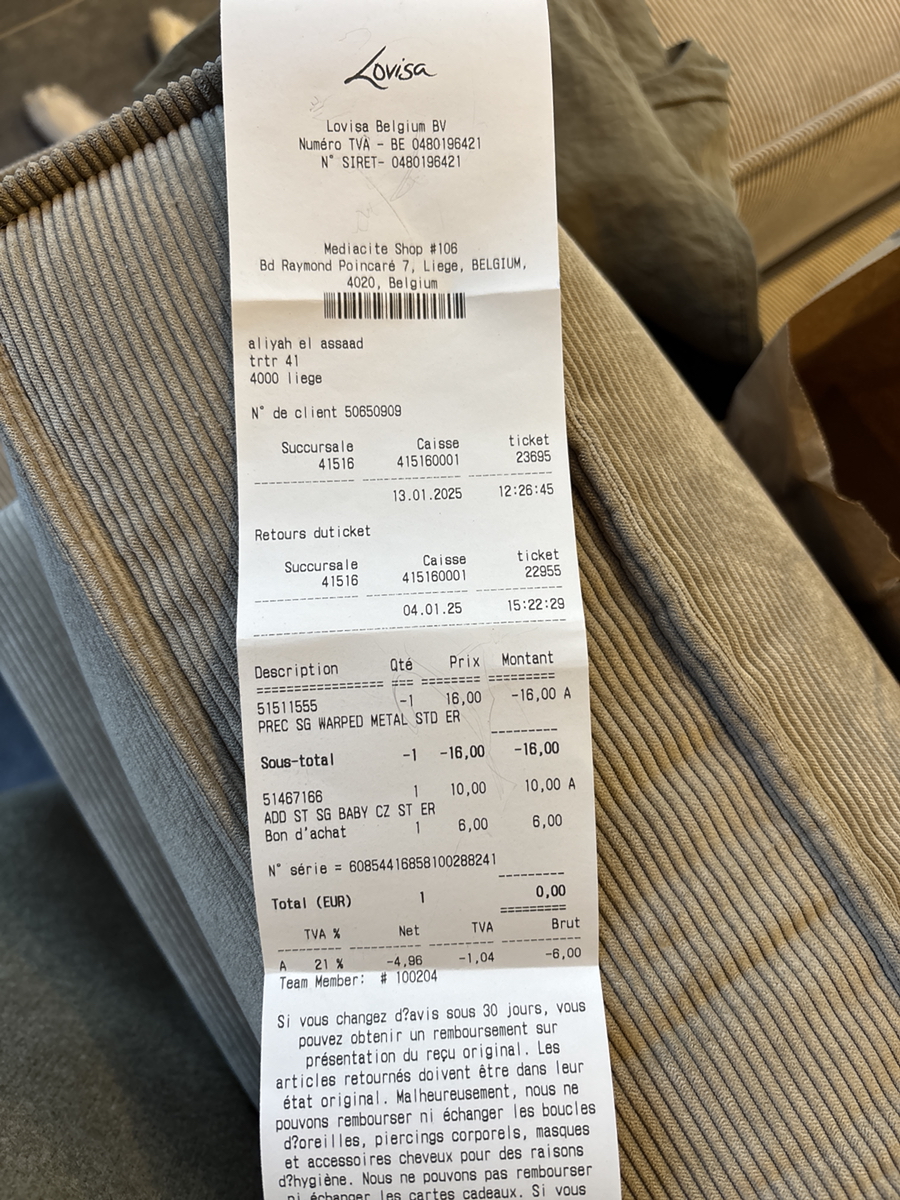 Lovisa
Lovisa Belgium BV
Numéro TVA - BE 0480196421
N° SIRET- 0480196421
Mediacite Shop #106
Bd Raymond Poincaré 7, Liege, BELGIUM,
4020, Belgium
aliyah el assaad
trtr 41
4000 liege
N° de client 50650909
Succursale Caisse ticket
41516 415160001 23695
13.01.2025 12:26:45
Retours duticket
Succursale Caisse ticket
41516 415160001 22955
04.01.25 15:22:29
Description Qté Prix Montant
51511555 -1 16,00 -16,00 A
PREC SG WARPED METAL STD ER
Sous-total -1 -16,00 -16,00
51467166 1 10,00 10,00 A
ADD ST SG BABY CZ ST ER
Bon d'achat 1 6,00 6,00
N° série = 60854416858100288241
Total (EUR) 1 0,00
TVA % Net TVA Brut
A 21 % -4,96 -1,04 -6,00
Team Member: # 100204
Si vous changez d?avis sous 30 jours, vous
pouvez obtenir un remboursement sur
présentation du reçu original. Les
articles retournés doivent être dans leur
état original. Malheureusement, nous ne
pouvons rembourser ni échanger les boucles
d?oreilles, piercings corporels, masques
et accessoires cheveux pour des raisons
d?hygiène. Nous ne pouvons pas rembourser
ni échanger les cartes cadeaux. Si vous